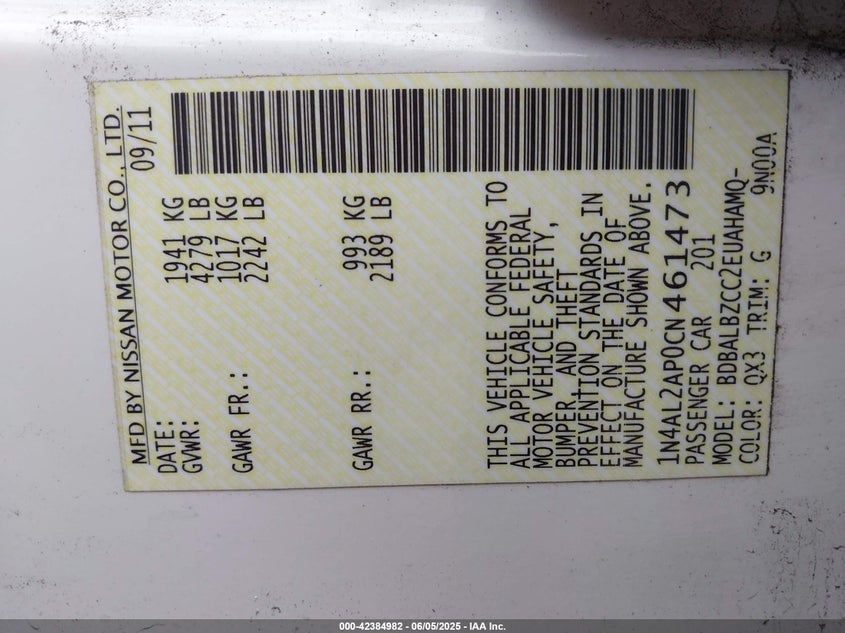 MFD BY NISSAN MOTOR CO., LTD.
DATE: 09/11
GVWR: 1941 KG
4279 LB
GAWR FR.: 1017 KG
2242 LB
GAWR RR.: 993 KG
2189 LB
THIS VEHICLE CONFORMS TO
ALL APPLICABLE FEDERAL
MOTOR VEHICLE SAFETY,
BUMPER, AND THEFT
PREVENTION STANDARDS IN
EFFECT ON THE DATE OF
MANUFACTURE SHOWN ABOVE.
1N4AL2AP0CN461473
PASSENGER CAR 201
MODEL: BDBALBZCC2EUAHAMQ-
COLOR: QX3 TRIM: G 9N00A
000-42384982 - 06/05/2025 - IAA Inc.